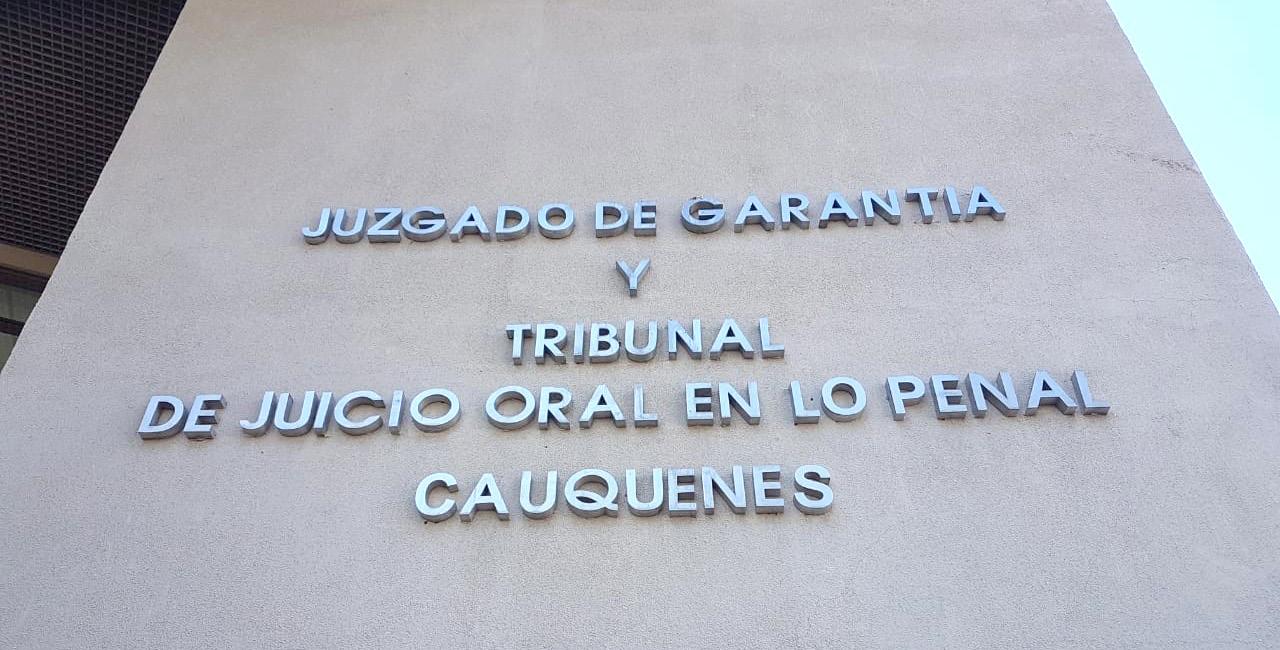 JUZGADO DE GARANTIA
Y
TRIBUNAL
DE JUICIO ORAL EN LO PENAL
CAUQUENES